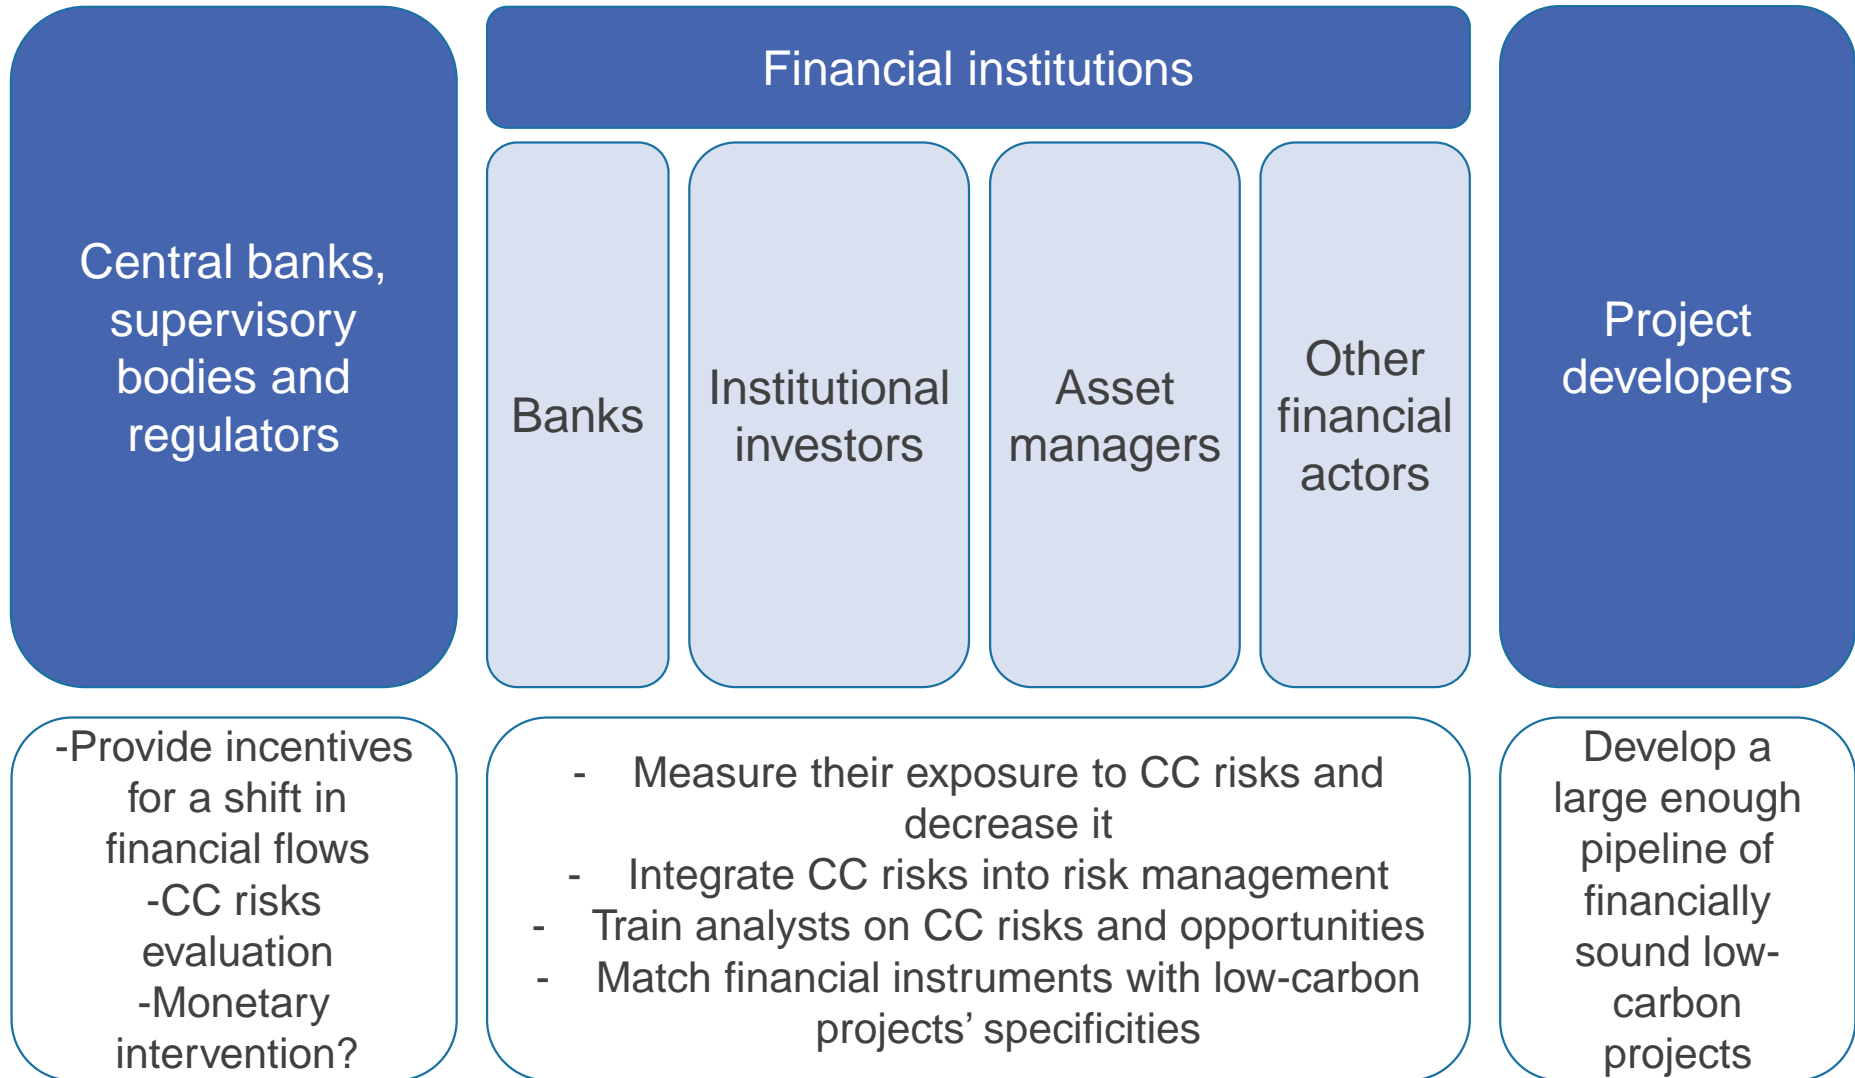 Central banks,
supervisory
bodies and
regulators
Financial institutions
Banks
Institutional
investors
Asset
managers
Other
financial
actors
Project
developers
-Provide incentives
for a shift in
financial flows
-CC risks
evaluation
-Monetary
intervention?
- Measure their exposure to CC risks and
decrease it
- Integrate CC risks into risk management
- Train analysts on CC risks and opportunities
- Match financial instruments with low-carbon
projects’ specificities
Develop a
large enough
pipeline of
financially
sound low-
carbon
projects